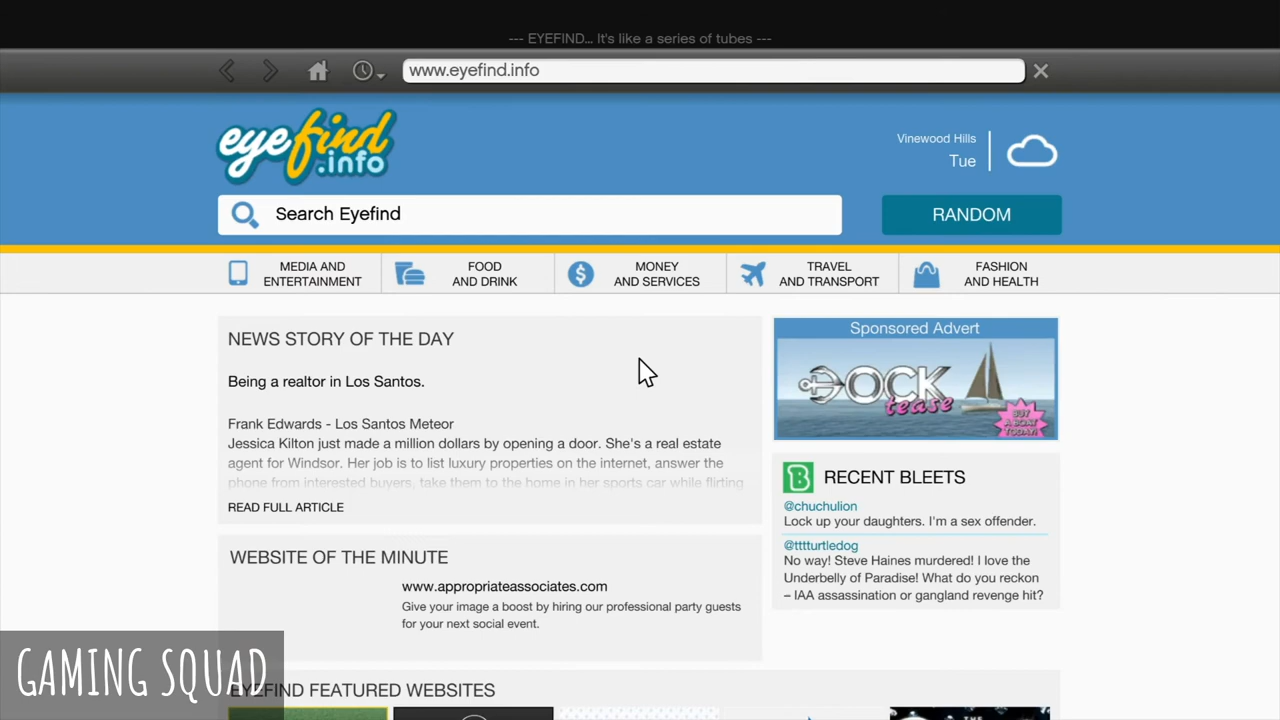 --- EYEFIND... It's like a series of tubes ---
www.eyefind.info
eyefind
.info
Vinewood Hills
Tue
Search Eyefind
RANDOM
MEDIA AND
ENTERTAINMENT
FOOD
AND DRINK
MONEY
AND SERVICES
TRAVEL
AND TRANSPORT
FASHION
AND HEALTH
NEWS STORY OF THE DAY
Being a realtor in Los Santos.
Frank Edwards - Los Santos Meteor
Jessica Kilton just made a million dollars by opening a door. She's a real estate
agent for Windsor. Her job is to list luxury properties on the internet, answer the
phone from interested buyers, take them to the home in her sports car while flirting
READ FULL ARTICLE
Sponsored Advert
DOCK
tease
BUY
A BOAT
TODAY!
RECENT BLEETS
@chuchulion
Lock up your daughters. I'm a sex offender.
@tttturtledog
No way! Steve Haines murdered! I love the
Underbelly of Paradise! What do you reckon
– IAA assassination or gangland revenge hit?
WEBSITE OF THE MINUTE
www.appropriateassociates.com
Give your image a boost by hiring our professional party guests
for your next social event.
EYEFIND FEATURED WEBSITES
THE
GAMING SQUAD